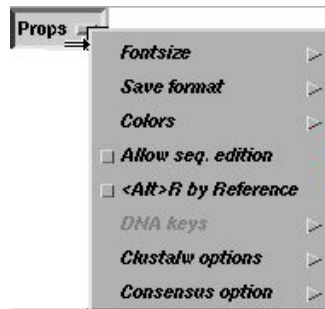 Props
Fontsize
Save format
Colors
Allow seq. edition
<Alt>R by Reference
DNA keys
Clustalw options
Consensus option